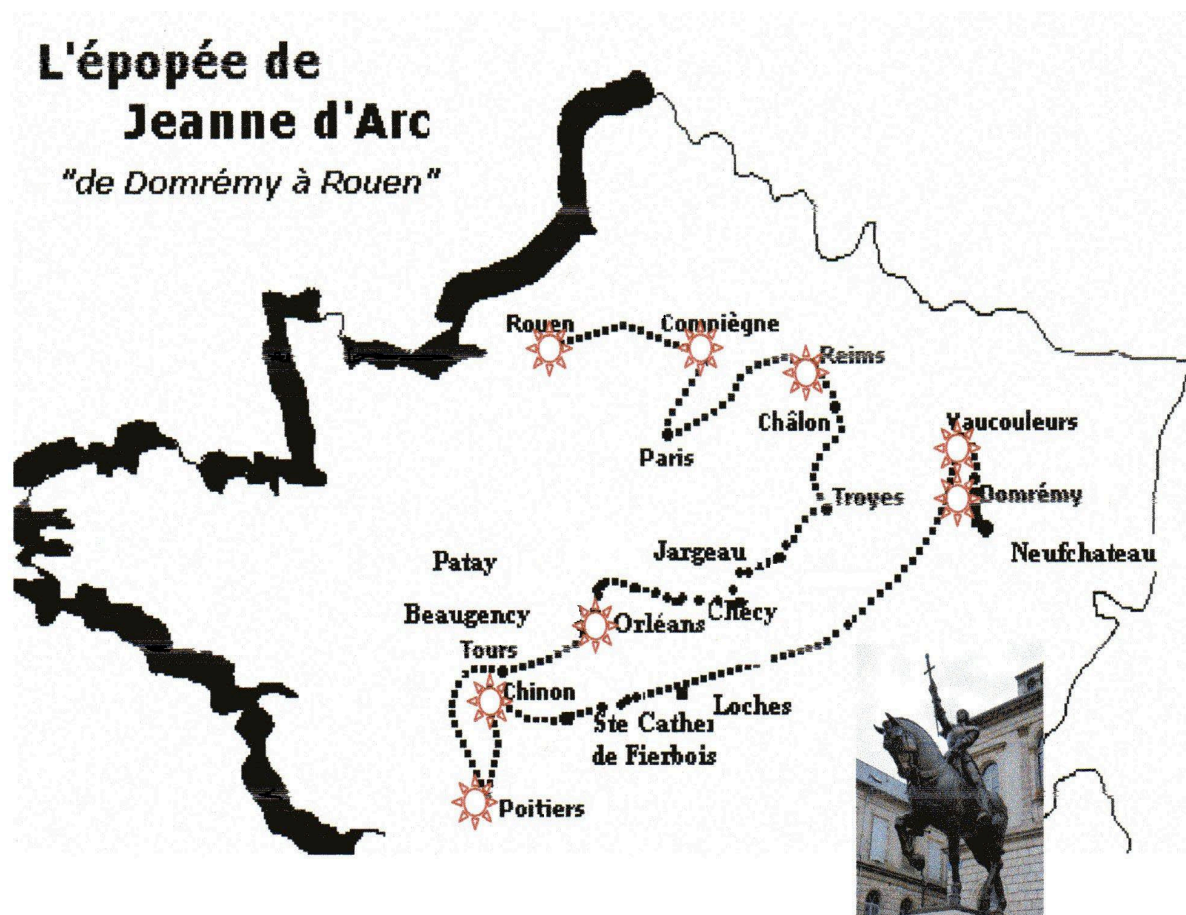 L'épopée de
Jeanne d'Arc
"de Domrémy à Rouen"
Rouen
Compiègne
Reims
Châlon
Vaucouleurs
Paris
Troyes
Domrémy
Jargeau
Neufchateau
Patay
Beaugency
Orléans
Checy
Tours
Chinon
Loches
Ste Cather
de Fierbois
Poitiers